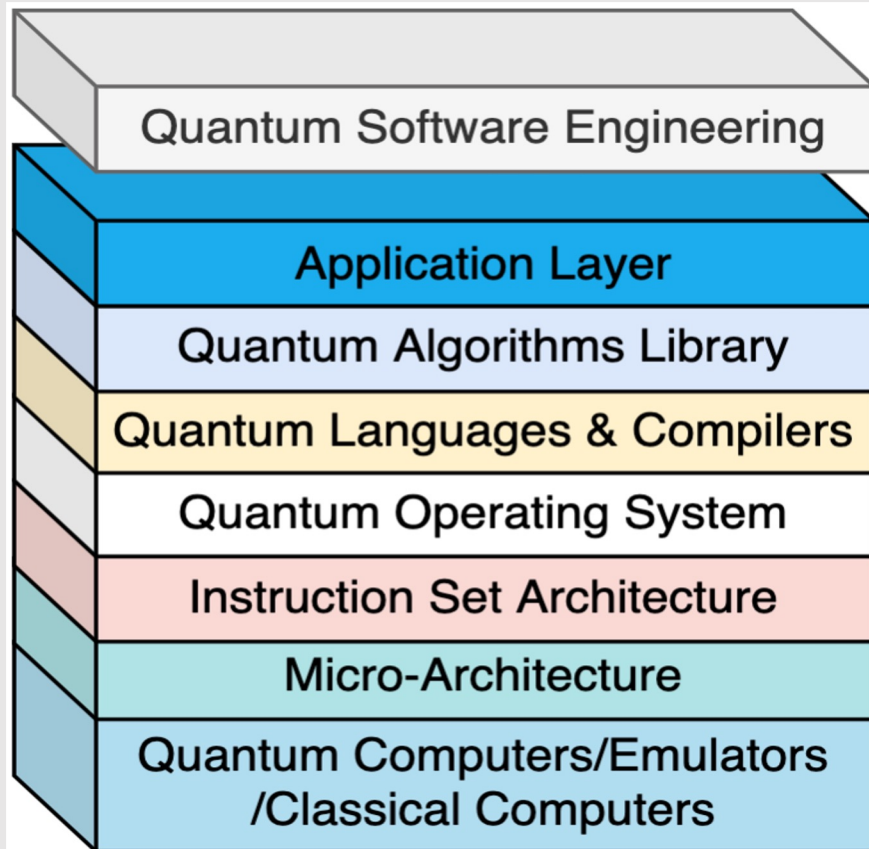 Quantum Software Engineering
Application Layer
Quantum Algorithms Library
Quantum Languages & Compilers
Quantum Operating System
Instruction Set Architecture
Micro-Architecture
Quantum Computers/Emulators
/Classical Computers